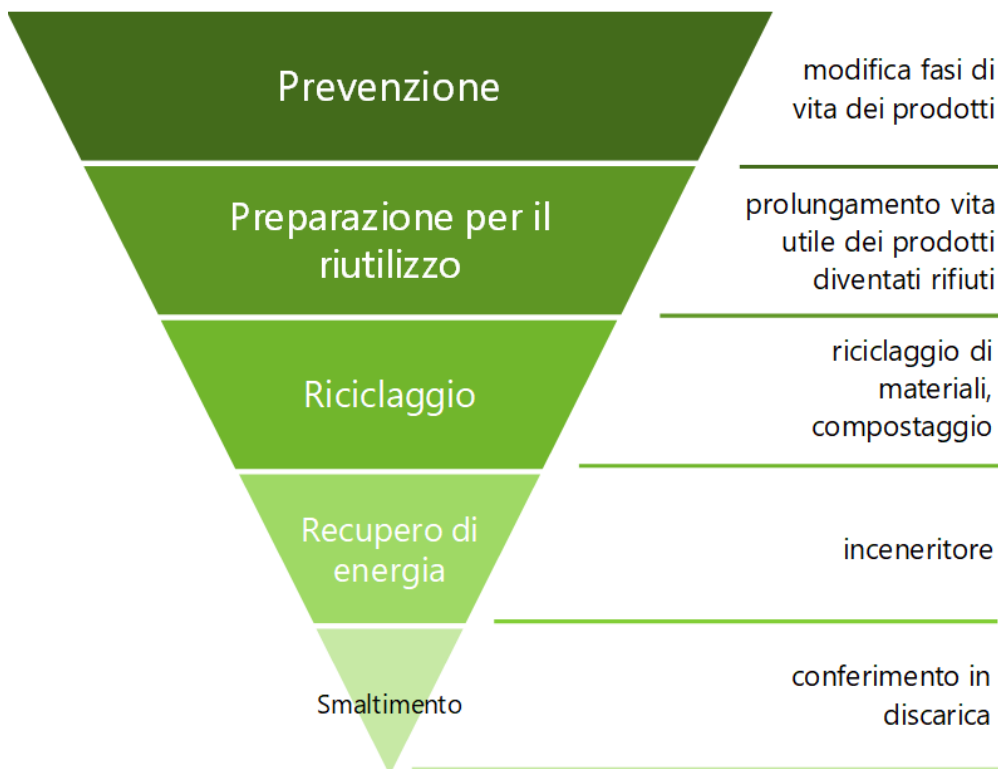 Prevenzione
modifica fasi di
vita dei prodotti
Preparazione per il
riutilizzo
prolungamento vita
utile dei prodotti
diventati rifiuti
Riciclaggio
riciclaggio di
materiali,
compostaggio
Recupero di
energia
inceneritore
Smaltimento
conferimento in
discarica